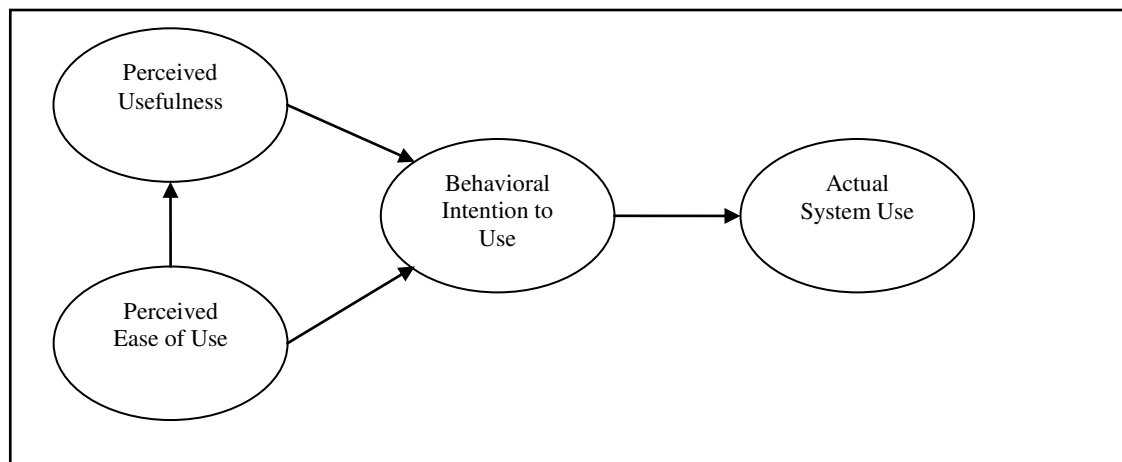 Perceived
Usefulness
Perceived
Ease of Use
Behavioral
Intention to
Use
Actual
System Use